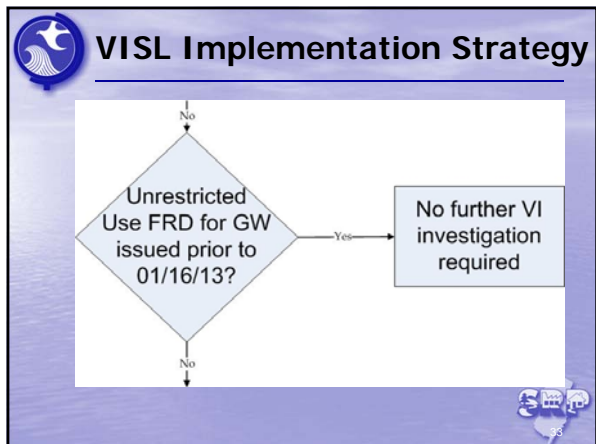 VISL Implementation Strategy
No
Unrestricted
Use FRD for GW
issued prior to
01/16/13?
Yes
No further VI
investigation
required
No
SRP
33